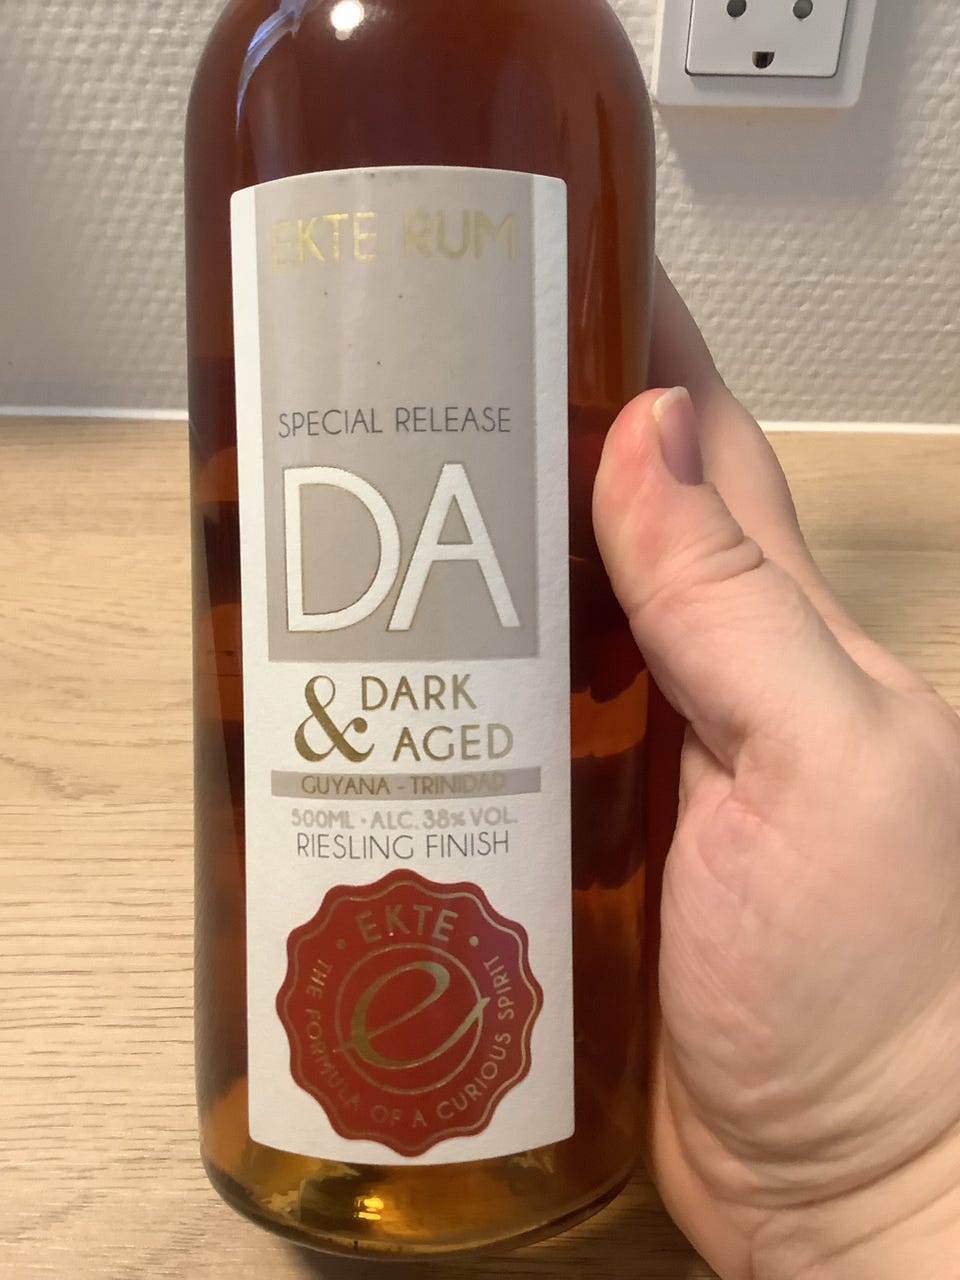 EKTE RUM
SPECIAL RELEASE
DA
& DARK
AGED
GUYANA - TRINIDAD
500ML · ALC. 38% VOL.
RIESLING FINISH
• EKTE •
e
THE FORMULA OF A CURIOUS SPIRIT